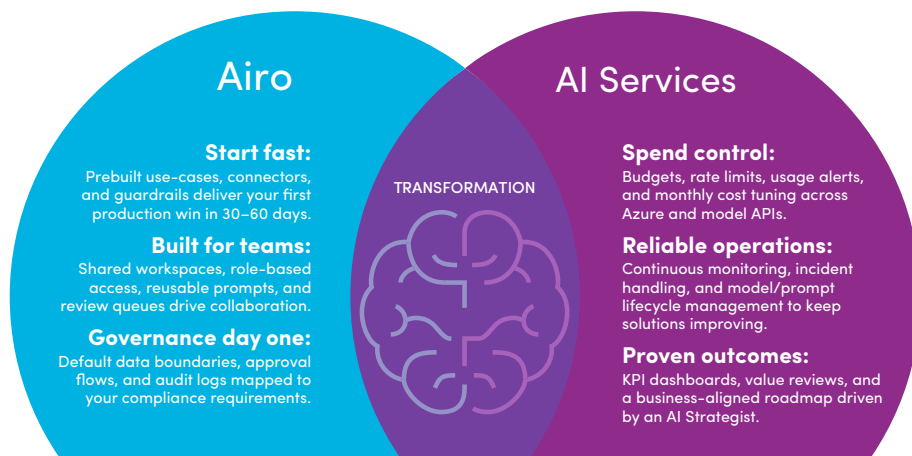 Airo
Start fast:
Prebuilt use-cases, connectors,
and guardrails deliver your first
production win in 30–60 days.
Built for teams:
Shared workspaces, role-based
access, reusable prompts, and
review queues drive collaboration.
Governance day one:
Default data boundaries, approval
flows, and audit logs mapped to
your compliance requirements.
TRANSFORMATION
AI Services
Spend control:
Budgets, rate limits, usage alerts,
and monthly cost tuning across
Azure and model APIs.
Reliable operations:
Continuous monitoring, incident
handling, and model/prompt
lifecycle management to keep
solutions improving.
Proven outcomes:
KPI dashboards, value reviews, and
a business-aligned roadmap driven
by an AI Strategist.